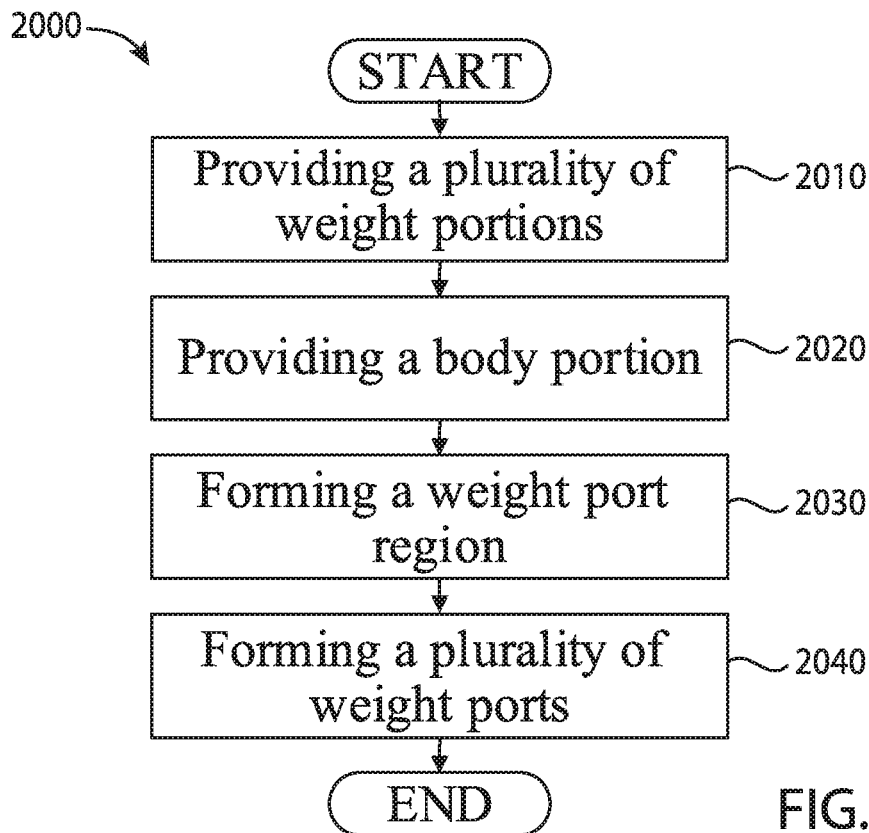 2000
START
Providing a plurality of
weight portions
2010
Providing a body portion
2020
Forming a weight port
region
2030
Forming a plurality of
weight ports
2040
END
FIG.